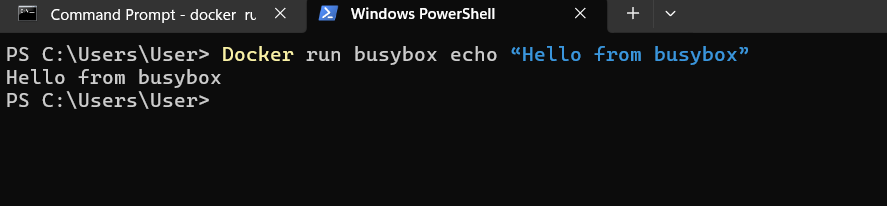 Command Prompt - docker ru
Windows PowerShell
PS C:\Users\User> Docker run busybox echo “Hello from busybox”
Hello from busybox
PS C:\Users\User>